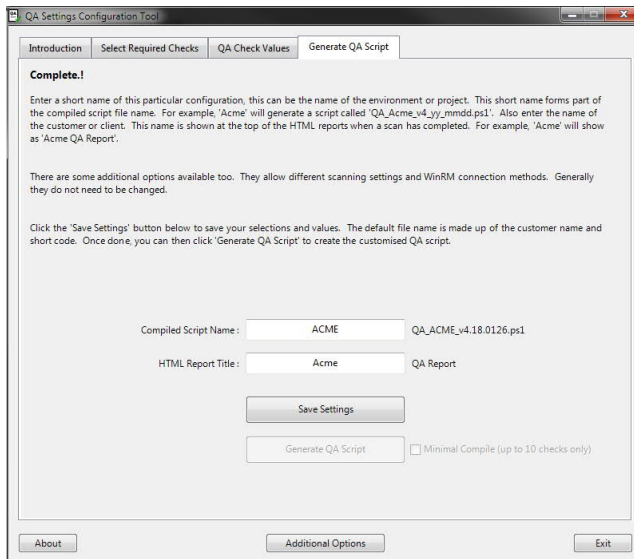 QA Settings Configuration Tool
Introduction
Select Required Checks
QA Check Values
Generate QA Script
Complete.!
Enter a short name of this particular configuration, this can be the name of the environment or project. This short name forms part
of the compiled script file name. For example, 'Acme' will generate a script called 'QA_Acme_v4_yy_mmdd.ps1'. Also enter the name of
the customer or client. This name is shown at the top of the HTML reports when a scan has completed. For example, 'Acme' will show
as 'Acme QA Report'.
There are some additional options available too. They allow different scanning settings and WinRM connection methods. Generally
they do not need to be changed.
Click the 'Save Settings' button below to save your selections and values. The default file name is made up of the customer name and
short code. Once done, you can then click 'Generate QA Script' to create the customised QA script.
Compiled Script Name : ACME QA_ACME_v4.18.0126.ps1
HTML Report Title : Acme QA Report
Save Settings
Generate QA Script Minimal Compile (up to 10 checks only)
About Additional Options Exit